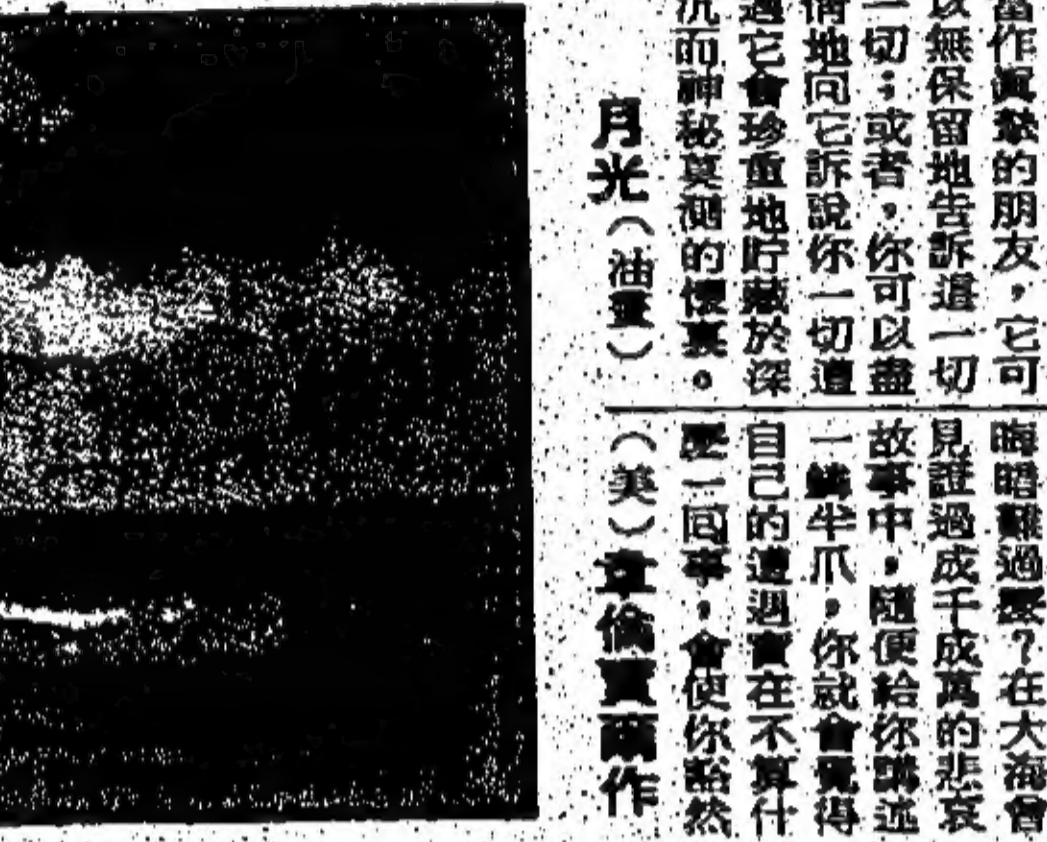 當作眞摯的朋友，它可
以無保留地告訴這一切
一切；或者，你可以盡
情地向它訴說你一切遭
遇它會珍重地貯藏於深
沉而神秘莫測的懷裏。
晦暗難過麼？在大海曾
見證過成千成萬的悲哀
故事中，隨便給你講述
一鱗半爪，你就會覺得
自己的遭遇實在不算什
麼一回事，會使你豁然
月光（油畫）
（美）倫爾作